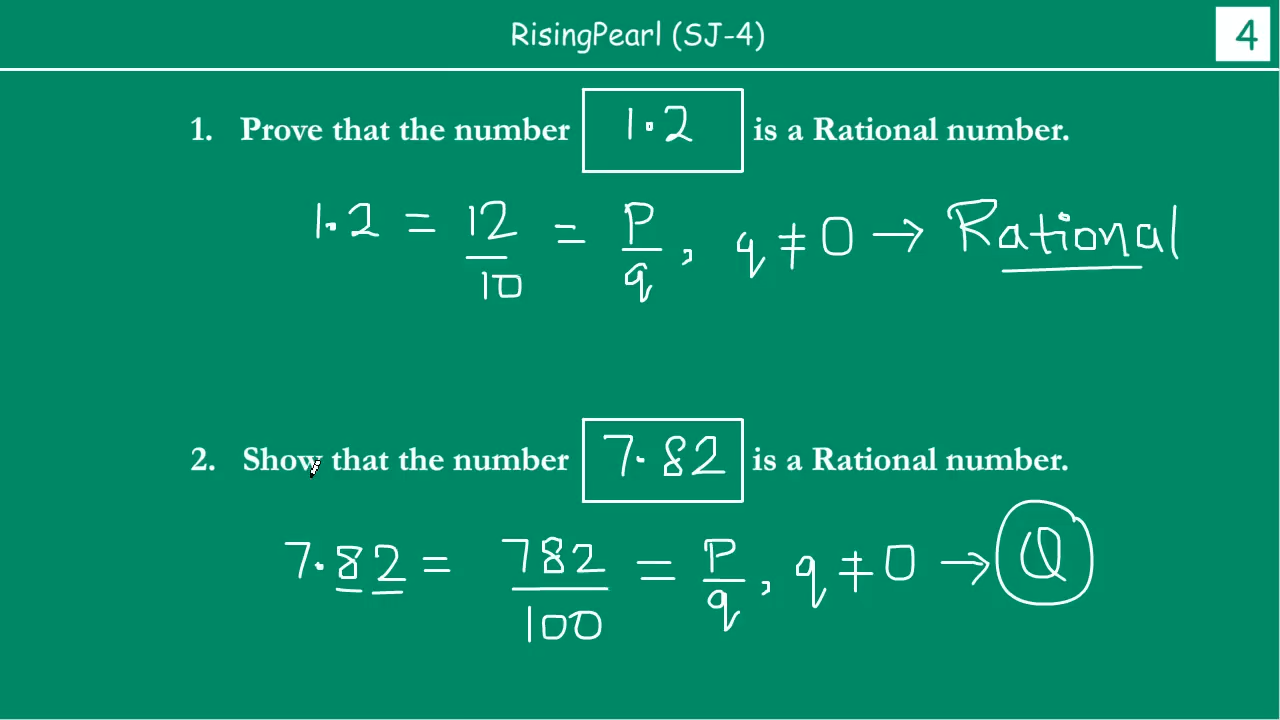 RisingPearl (SJ-4) 4
1. Prove that the number 1.2 is a Rational number.
1.2 = 12/10 = P/q, q ≠ 0 → Rational
2. Show that the number 7.82 is a Rational number.
7.82 = 782/100 = P/q, q ≠ 0 → Q